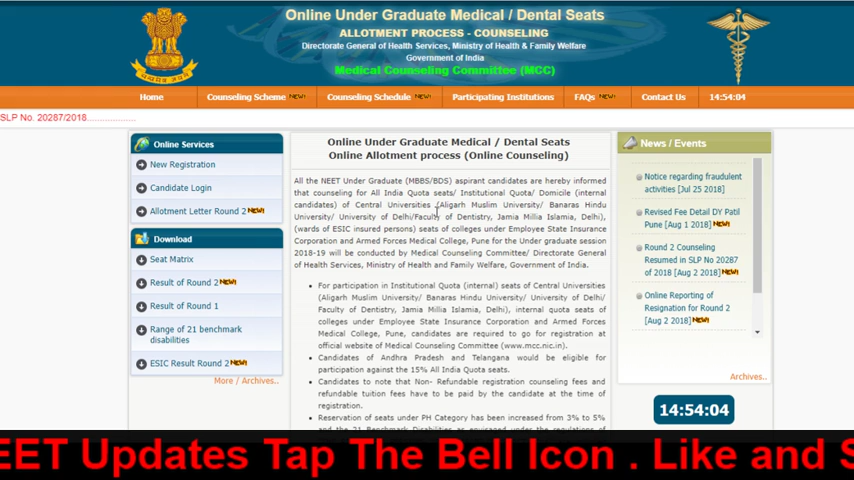 Online Under Graduate Medical / Dental Seats
ALLOTMENT PROCESS - COUNSELING
Directorate General of Health Services, Ministry of Health & Family Welfare
Government of India
Medical Counseling Committee (MCC)
Home Counseling Scheme NEW! Counseling Schedule NEW! Participating Institutions FAQs NEW! Contact Us 14:54:04
SLP No. 20287/2018.....................
Online Services
New Registration
Candidate Login
Allotment Letter Round 2 NEW!
Download
Seat Matrix
Result of Round 2 NEW!
Result of Round 1
Range of 21 benchmark
disabilities
ESIC Result Round 2 NEW!
More / Archives..
Online Under Graduate Medical / Dental Seats
Online Allotment process (Online Counseling)
All the NEET Under Graduate (MBBS/BDS) aspirant candidates are hereby informed
that counseling for All India Quota seats/ Institutional Quota/ Domicile (internal
candidates) of Central Universities (Aligarh Muslim University/ Banaras Hindu
University/ University of Delhi/Faculty of Dentistry, Jamia Millia Islamia, Delhi),
(wards of ESIC insured persons) seats of colleges under Employee State Insurance
Corporation and Armed Forces Medical College, Pune for the Under graduate session
2018-19 will be conducted by Medical Counseling Committee/ Directorate General
of Health Services, Ministry of Health and Family Welfare, Government of India.
• For participation in Institutional Quota (internal) seats of Central Universities
(Aligarh Muslim University/ Banaras Hindu University/ University of Delhi/
Faculty of Dentistry, Jamia Millia Islamia, Delhi), internal quota seats of
colleges under Employee State Insurance Corporation and Armed Forces
Medical College, Pune, candidates are required to go for registration at
official website of Medical Counseling Committee (www.mcc.nic.in).
• Candidates of Andhra Pradesh and Telangana would be eligible for
participation against the 15% All India Quota seats.
• Candidates to note that Non- Refundable registration counseling fees and
refundable tuition fees have to be paid by the candidate at the time of
registration.
• Reservation of seats under PH Category has been increased from 3% to 5%
and the 21 Benchmark Disabilities as envisaged under the regulations of
News / Events
Notice regarding fraudulent
activities [Jul 25 2018]
Revised Fee Detail DY Patil
Pune [Aug 1 2018] NEW!
Round 2 Counseling
Resumed in SLP No 20287
of 2018 [Aug 2 2018] NEW!
Online Reporting of
Resignation for Round 2
[Aug 2 2018] NEW!
Archives..
14:54:04
EET Updates Tap The Bell Icon . Like and S